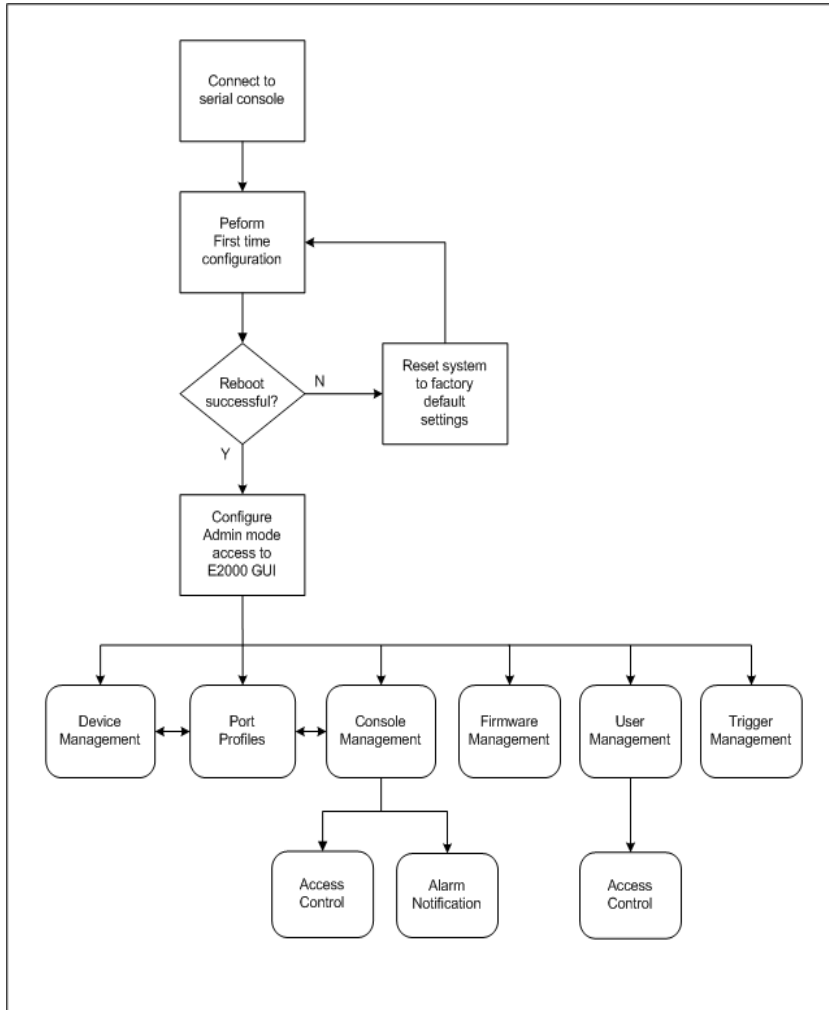 Connect to
serial console
Peform
First time
configuration
Reboot
successful?
N
Reset system
to factory
default
settings
Y
Configure
Admin mode
access to
E2000 GUI
Device
Management
Port
Profiles
Console
Management
Firmware
Management
User
Management
Trigger
Management
Access
Control
Alarm
Notification
Access
Control